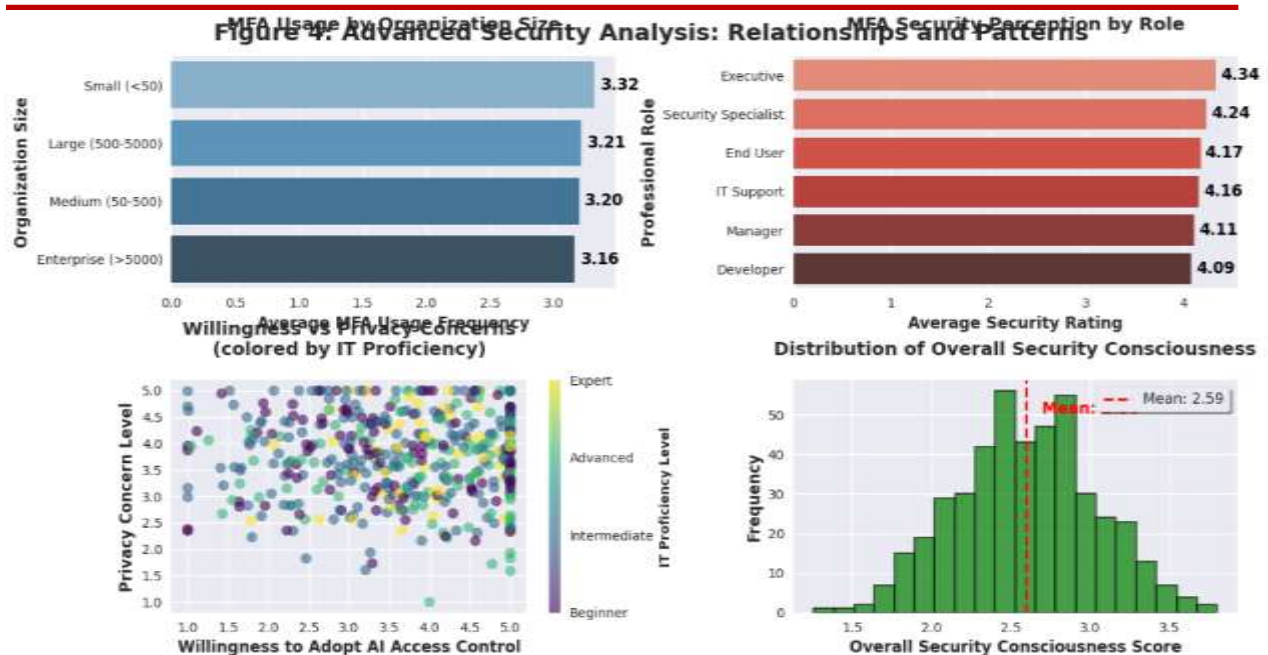 Figure 4: Advanced Security Analysis: Relationships and Patterns
MFA Usage by Organization Size
Organization Size
Small (<50)
3.32
Large (500-5000)
3.21
Medium (50-500)
3.20
Enterprise (>5000)
3.16
0.0 0.5 1.0 1.5 2.0 2.5 3.0
Average MFA Usage Frequency
MFA Security Perception by Role
Professional Role
Executive
4.34
Security Specialist
4.24
End User
4.17
IT Support
4.16
Manager
4.11
Developer
4.09
0 1 2 3 4
Average Security Rating
Willingness vs Privacy Concerns
(colored by IT Proficiency)
Privacy Concern Level
5.0
4.5
4.0
3.5
3.0
2.5
2.0
1.5
1.0
1.0 1.5 2.0 2.5 3.0 3.5 4.0 4.5 5.0
Willingness to Adopt AI Access Control
Expert
Advanced
Intermediate
Beginner
IT Proficiency Level
Distribution of Overall Security Consciousness
Frequency
50
40
30
20
10
0
Mean:
Mean: 2.59
1.5 2.0 2.5 3.0 3.5
Overall Security Consciousness Score